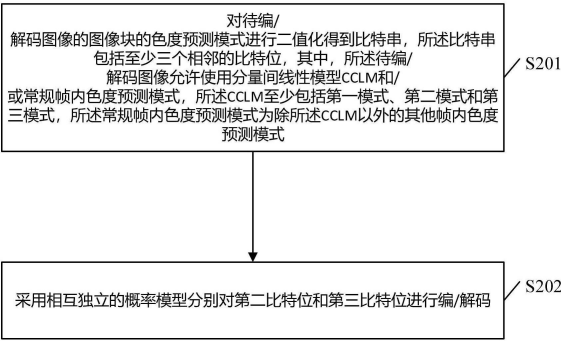 对待编/
解码图像的图像块的色度预测模式进行二值化得到比特串，所述比特串
包括至少三个相邻的比特位，其中，所述待编/
解码图像允许使用分量间线性模型CCLM和/
或常规帧内色度预测模式，所述CCLM至少包括第一模式、第二模式和第
三模式，所述常规帧内色度预测模式为除所述CCLM以外的其他帧内色度
预测模式
S201
采用相互独立的概率模型分别对第二比特位和第三比特位进行编/解码
S202